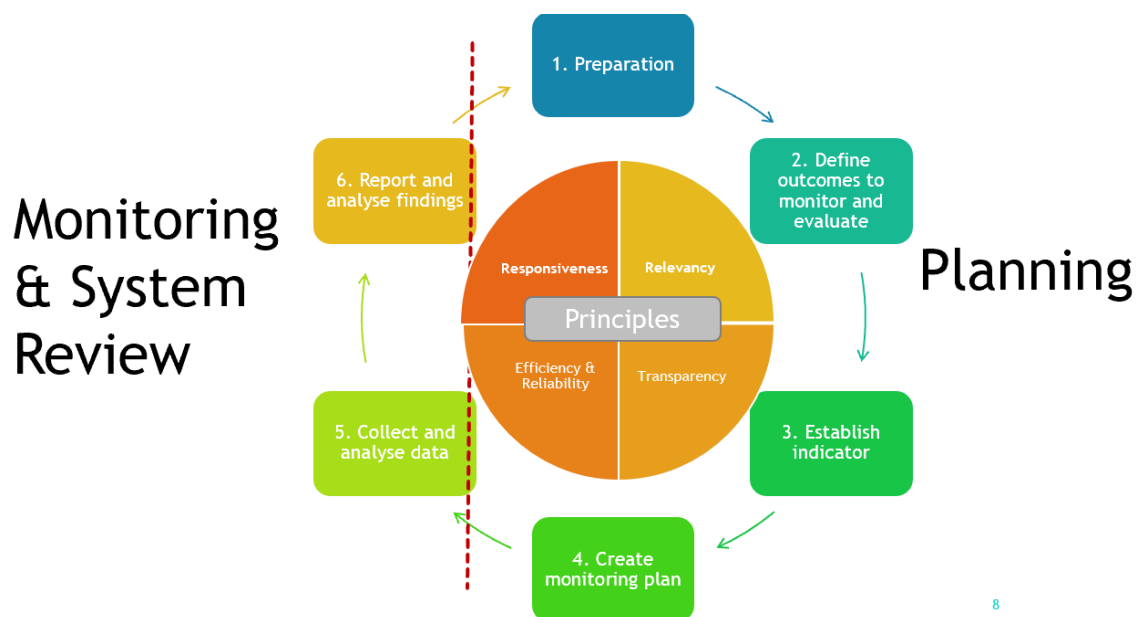 1. Preparation
2. Define
outcomes to
monitor and
evaluate
6. Report and
analyse findings
Monitoring
& System
Review
Planning
Responsiveness
Relevancy
Principles
Efficiency &
Reliability
Transparency
5. Collect and
analyse data
3. Establish
indicator
4. Create
monitoring plan
8